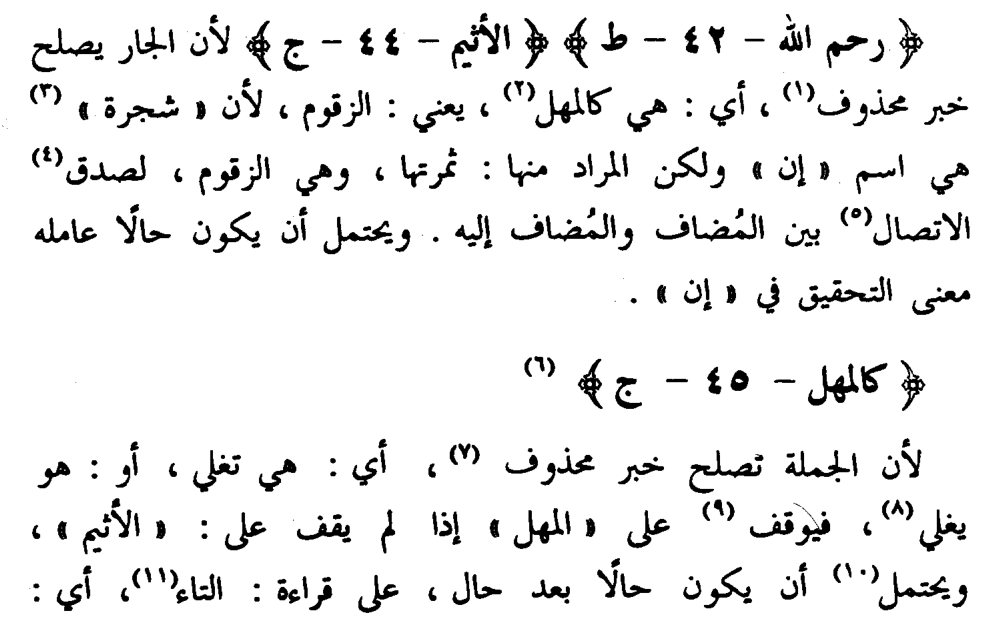 ﴿ رحم الله – ٤٢ – ط ﴾ ﴿ الأثيم – ٤٤ – ج ﴾ لأن الجار يصلح
خبر محذوف(١) ، أي : هي كالمهل(٢) ، يعني : الزقوم ، لأن « شجرة »(٣)
هي اسم « إن » ولكن المراد منها : ثمرتها ، وهي الزقوم ، لصدق(٤)
الاتصال(٥) بين المُضاف والمُضاف إليه . ويحتمل أن يكون حالًا عامله
معنى التحقيق في « إن » .
﴿ كالمهل – ٤٥ – ج ﴾ (٦)
لأن الجملة تصلح خبر محذوف (٧) ، أي : هي تغلي ، أو : هو
يغلي(٨) ، فيوقف (٩) على « المهل » إذا لم يقف على : « الأثيم » ،
ويحتمل(١٠) أن يكون حالًا بعد حال ، على قراءة : التاء(١١)، أي :